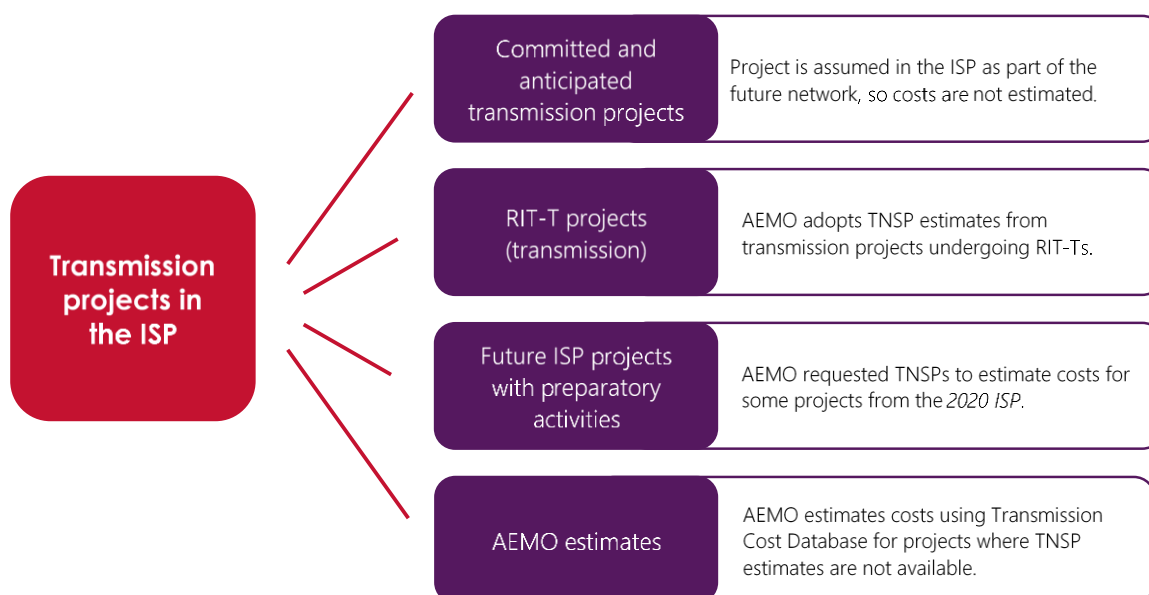 Transmission
projects in
the ISP
Committed and
anticipated
transmission projects
Project is assumed in the ISP as part of the
future network, so costs are not estimated.
RIT-T projects
(transmission)
AEMO adopts TNSP estimates from
transmission projects undergoing RIT-Ts.
Future ISP projects
with preparatory
activities
AEMO requested TNSPs to estimate costs for
some projects from the 2020 ISP.
AEMO estimates
AEMO estimates costs using Transmission
Cost Database for projects where TNSP
estimates are not available.